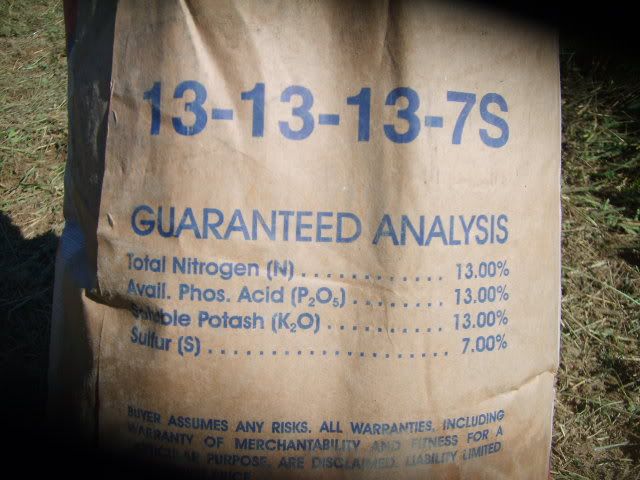 13-13-13-7S
GUARANTEED ANALYSIS
Total Nitrogen (N) . . . . . . . . . . . . . 13.00%
Avail. Phos. Acid (P₂O₅) . . . . . . . . . 13.00%
Soluble Potash (K₂O) . . . . . . . . . . . 13.00%
Sulfur (S) . . . . . . . . . . . . . . . . . . . . . 7.00%
BUYER ASSUMES ANY RISKS. ALL WARRANTIES, INCLUDING
WARRANTY OF MERCHANTABILITY AND FITNESS FOR A
PURPOSE, ARE DISCLAIMED. LIABILITY LIMITED
PRICE